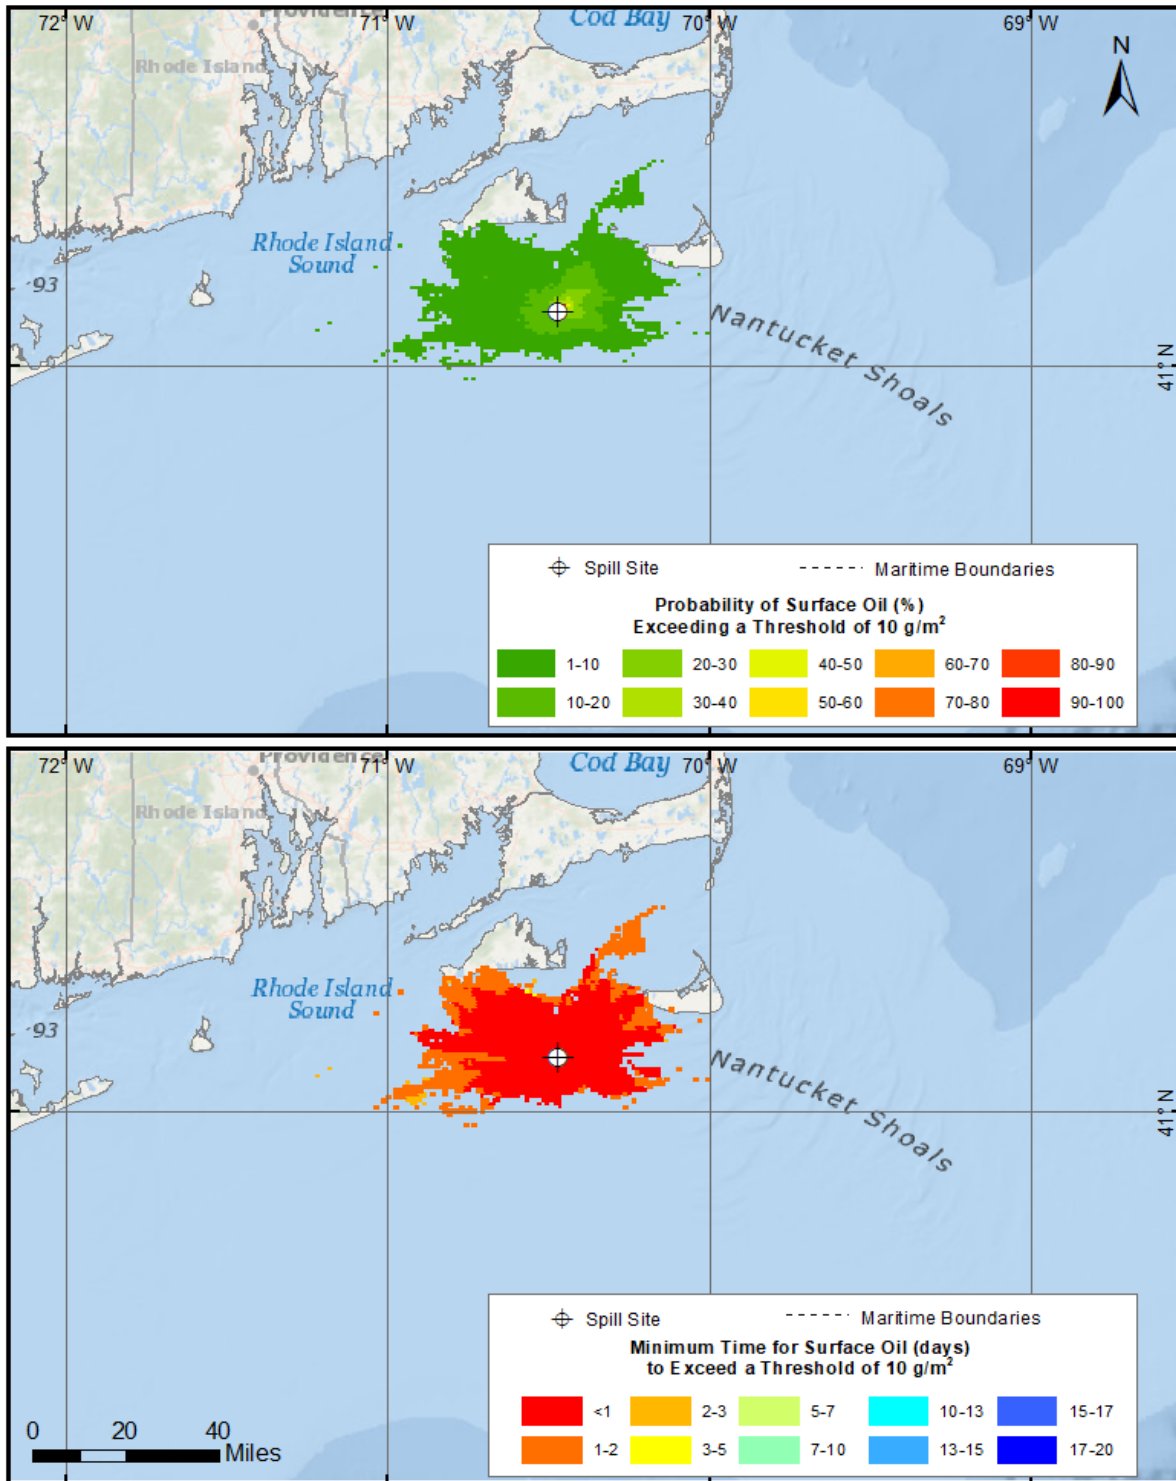 72° W
Providence
71° W
Cod Bay
70° W
69° W
N
Rhode Island
Rhode Island
Sound
93
Nantucket Shoals
41° N
Spill Site
Maritime Boundaries
Probability of Surface Oil (%)
Exceeding a Threshold of 10 g/m²
1-10
20-30
40-50
60-70
80-90
10-20
30-40
50-60
70-80
90-100
72° W
Providence
71° W
Cod Bay
70° W
69° W
Rhode Island
Rhode Island
Sound
93
Nantucket Shoals
41° N
Spill Site
Maritime Boundaries
Minimum Time for Surface Oil (days)
to Exceed a Threshold of 10 g/m²
<1
2-3
5-7
10-13
15-17
1-2
3-5
7-10
13-15
17-20
0
20
40
Miles